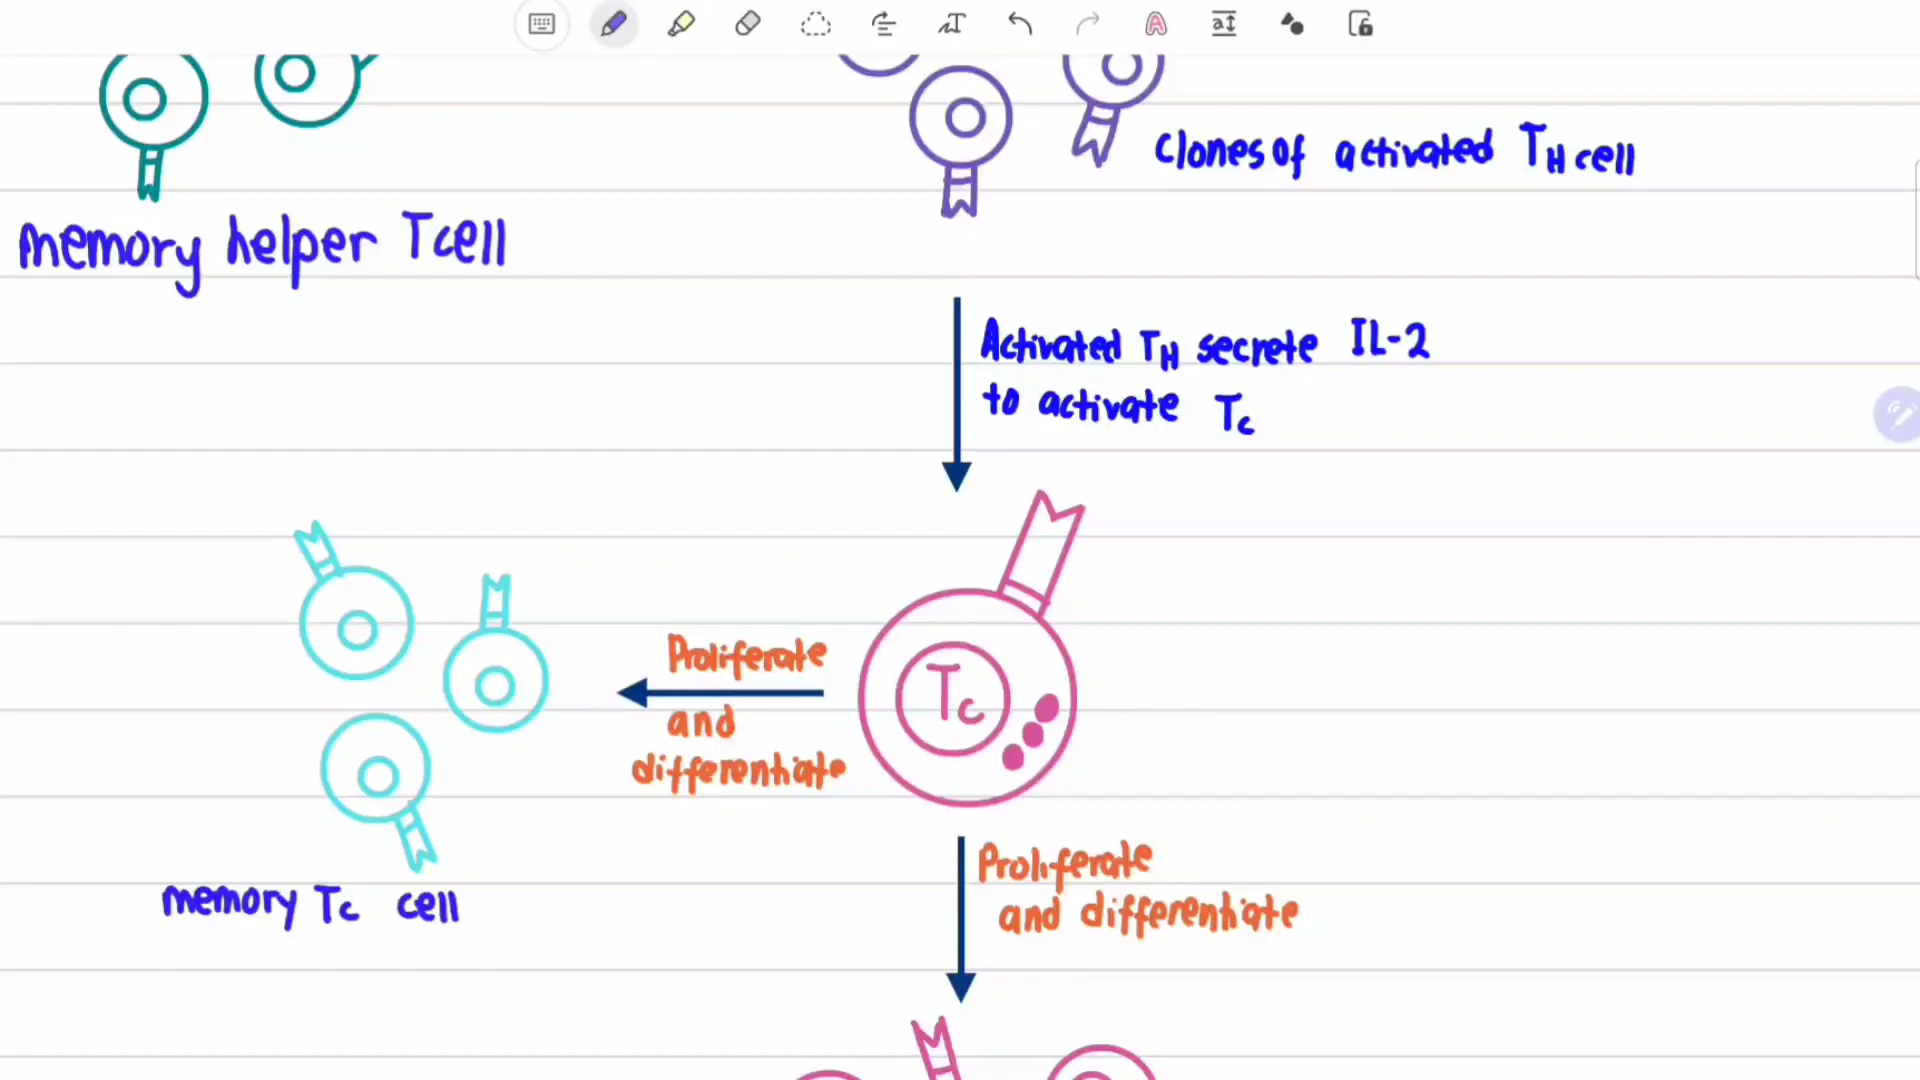 clones of activated TH cell
memory helper T cell
Activated TH secrete IL-2
to activate Tc
Proliferate
and
differentiate
Tc
Proliferate
and differentiate
memory Tc cell